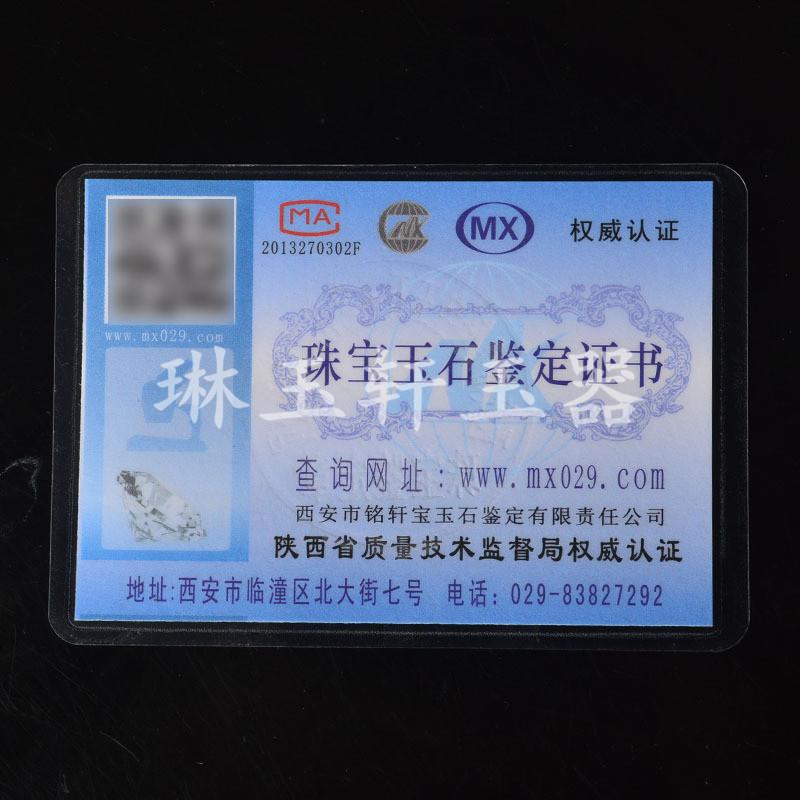 MA
2013270302F
MX
权威认证
www.mx029.com
珠宝玉石鉴定证书
琳玉轩玉器
查询网址：www.mx029.com
西安市铭轩宝玉石鉴定有限责任公司
陕西省质量技术监督局权威认证
地址:西安市临潼区北大街七号 电话：029-83827292